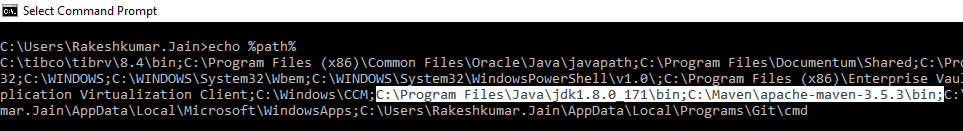 Select Command Prompt
C:\Users\Rakeshkumar.Jain>echo %path%
C:\tibco\tibrv\8.4\bin;C:\Program Files (x86)\Common Files\Oracle\Java\javapath;C:\Program Files\Documentum\Shared;C:\Pro
32;C:\WINDOWS;C:\WINDOWS\System32\Wbem;C:\WINDOWS\System32\WindowsPowerShell\v1.0\;C:\Program Files (x86)\Enterprise Vaul
plication Virtualization Client;C:\Windows\CCM;C:\Program Files\Java\jdk1.8.0_171\bin;C:\Maven\apache-maven-3.5.3\bin;C:\
mar.Jain\AppData\Local\Microsoft\WindowsApps;C:\Users\Rakeshkumar.Jain\AppData\Local\Programs\Git\cmd